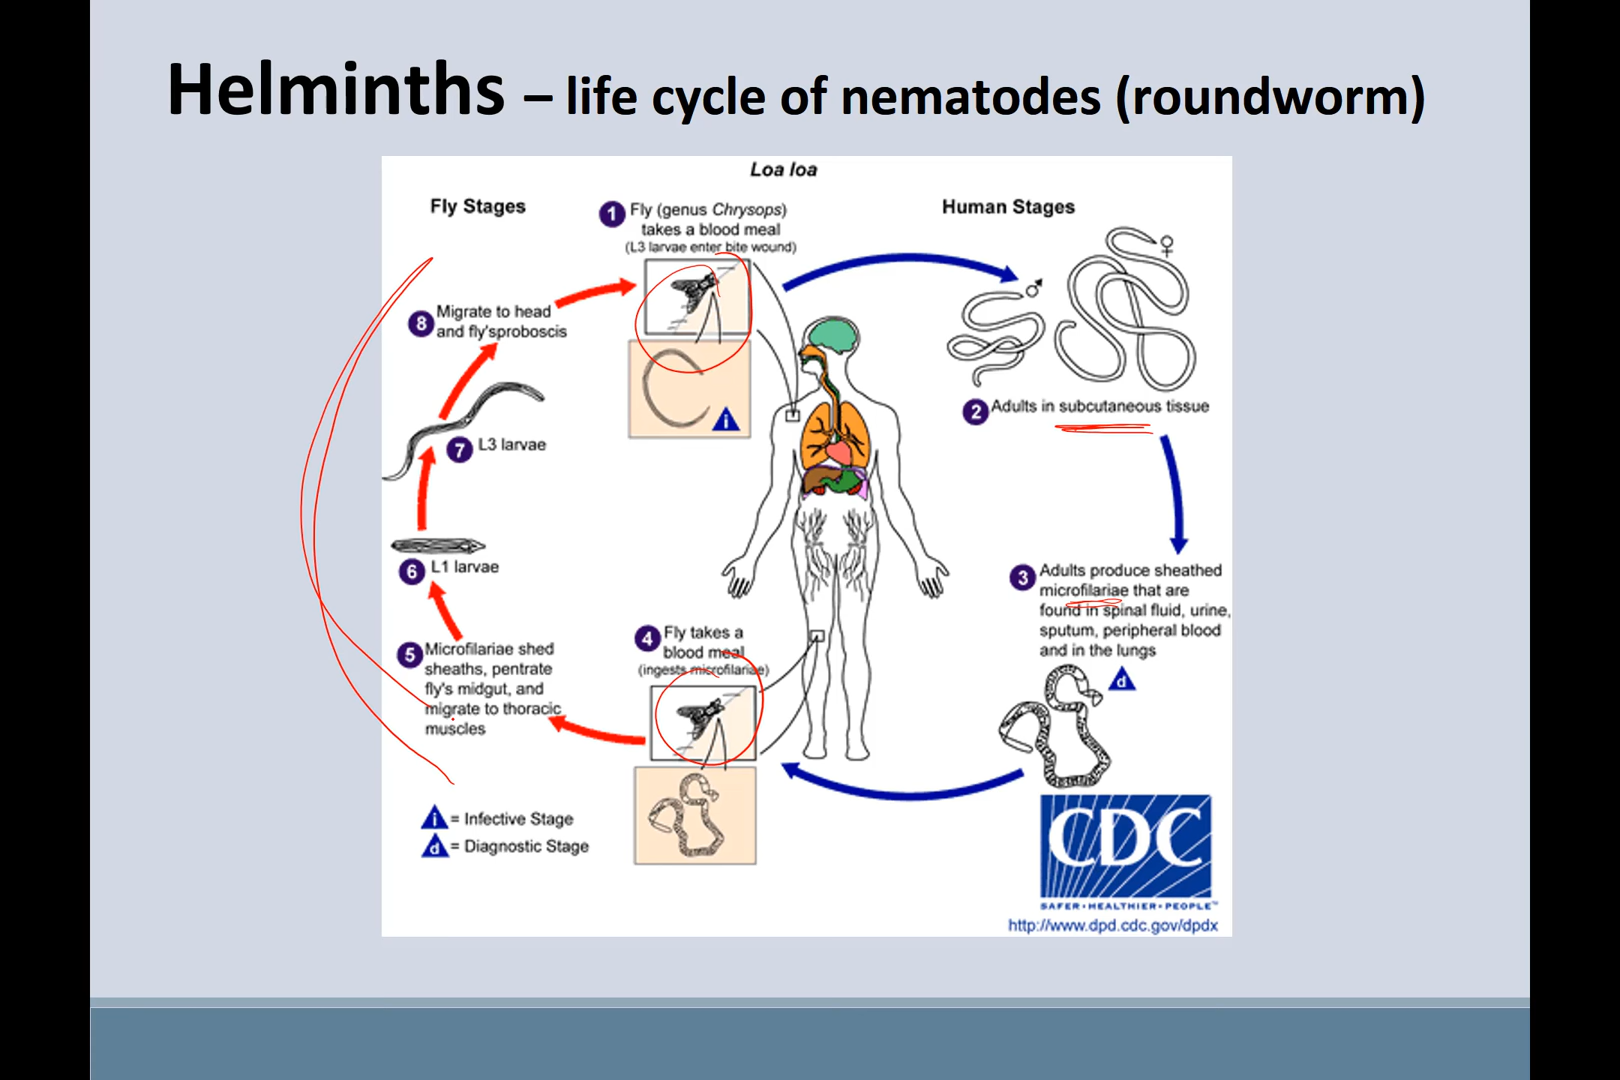 Helminths – life cycle of nematodes (roundworm)
Loa loa
Fly Stages
Human Stages
1 Fly (genus Chrysops)
takes a blood meal
(L3 larvae enter bite wound)
i
♂
♀
2 Adults in subcutaneous tissue
3 Adults produce sheathed
microfilariae that are
found in spinal fluid, urine,
sputum, peripheral blood
and in the lungs
d
4 Fly takes a
blood meal
(ingests microfilariae)
5 Microfilariae shed
sheaths, pentrate
fly's midgut, and
migrate to thoracic
muscles
6 L1 larvae
7 L3 larvae
8 Migrate to head
and fly'sproboscis
i = Infective Stage
d = Diagnostic Stage
CDC
SAFER•HEALTHIER•PEOPLE™
http://www.dpd.cdc.gov/dpdx